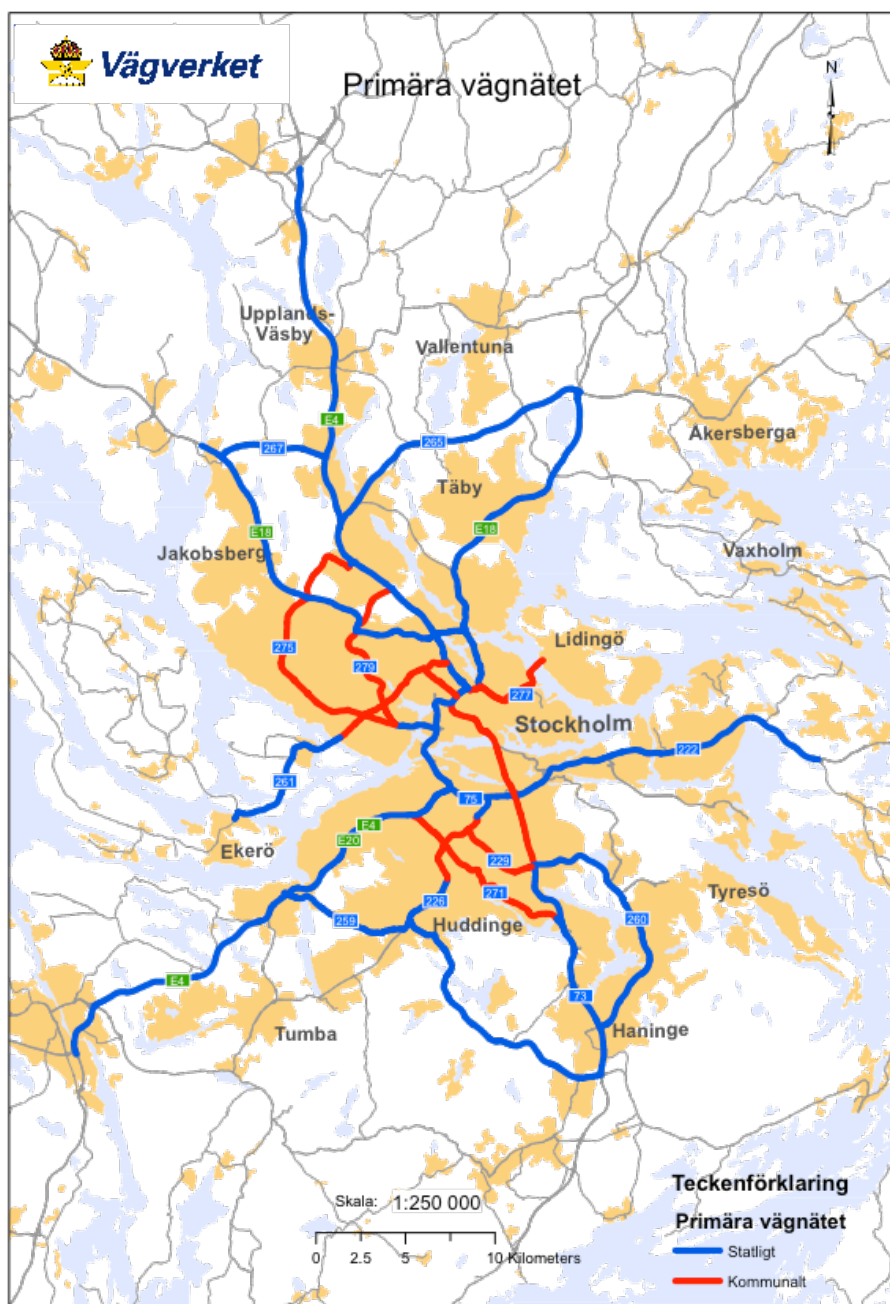 Vägverket
Primära vägnätet
N
Upplands-
Väsby
Vallentuna
E4
267
265
Åkersberga
Täby
E18
E18
Jakobsberg
Vaxholm
Lidingö
275
279
277
Stockholm
222
261
75
E4
E20
Ekerö
229
271
226
Tyresö
259
Huddinge
260
E4
73
Tumba
Haninge
Skala: 1:250 000
0 2.5 5 10 Kilometers
Teckenförklaring
Primära vägnätet
Statligt
Kommunalt